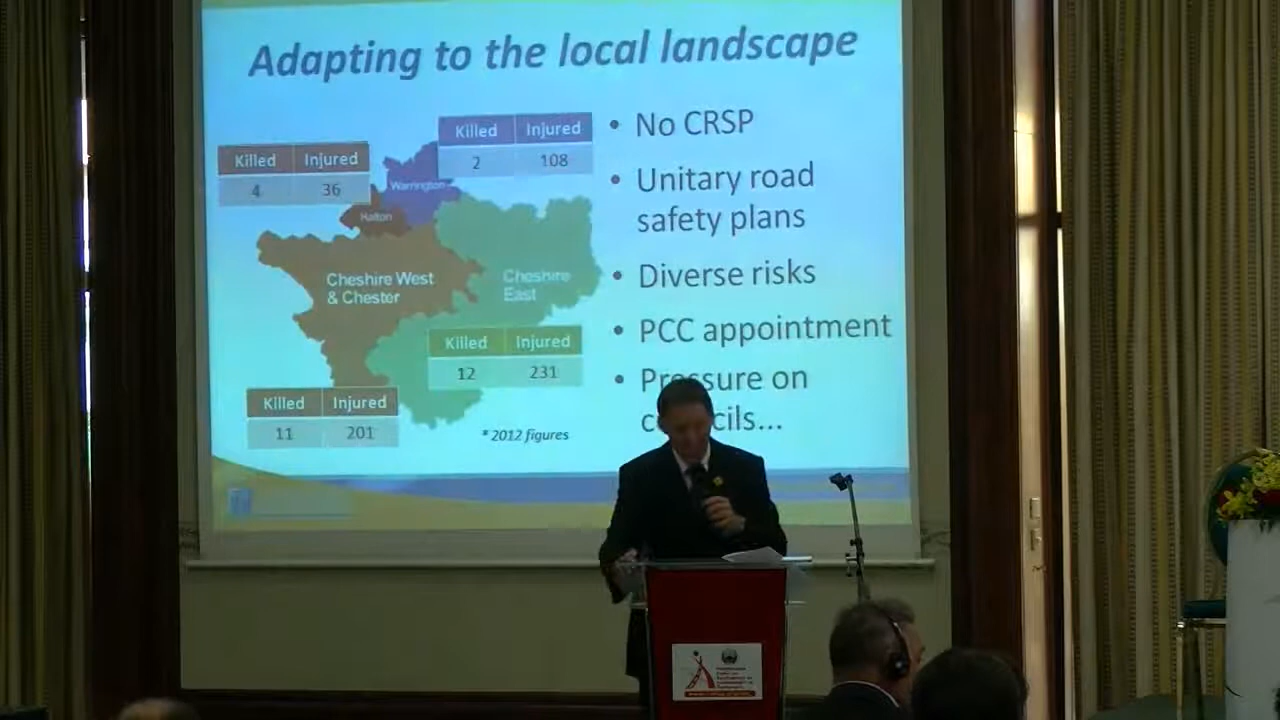 Adapting to the local landscape
Killed Injured
2 108
Killed Injured
4 36
Warrington
Halton
Cheshire West
& Chester
Cheshire
East
Killed Injured
12 231
Killed Injured
11 201
* 2012 figures
• No CRSP
• Unitary road
safety plans
• Diverse risks
• PCC appointment
• Pressure on